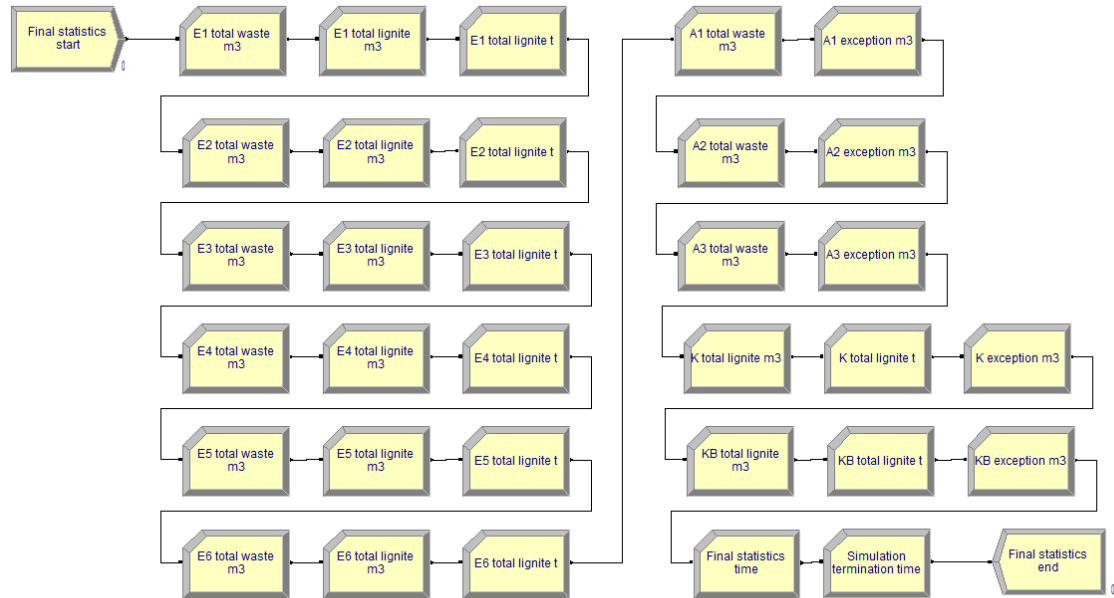 Final statistics
start
E1 total waste
m3
E1 total lignite
m3
E1 total lignite t
E2 total waste
m3
E2 total lignite
m3
E2 total lignite t
E3 total waste
m3
E3 total lignite
m3
E3 total lignite t
E4 total waste
m3
E4 total lignite
m3
E4 total lignite t
E5 total waste
m3
E5 total lignite
m3
E5 total lignite t
E6 total waste
m3
E6 total lignite
m3
E6 total lignite t
A1 total waste
m3
A1 exception m3
A2 total waste
m3
A2 exception m3
A3 total waste
m3
A3 exception m3
K total lignite m3
K total lignite t
K exception m3
KB total lignite
m3
KB total lignite t
KB exception m3
Final statistics
time
Simulation
termination time
Final statistics
end
0
0